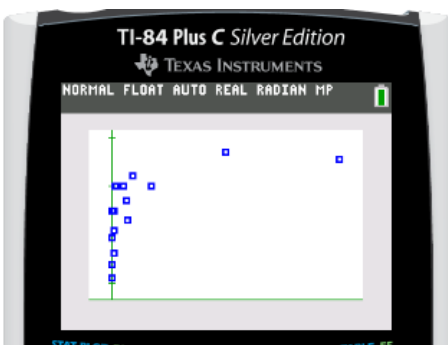 TI-84 Plus C Silver Edition
TEXAS INSTRUMENTS
NORMAL FLOAT AUTO REAL RADIAN MP